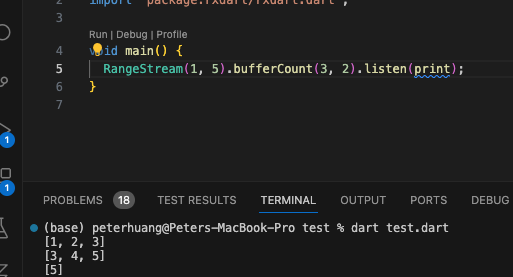 2
import 'package:rxdart/rxdart.dart';
3
Run | Debug | Profile
4 void main() {
5 RangeStream(1, 5).bufferCount(3, 2).listen(print);
6 }
7
1
1
PROBLEMS 18 TEST RESULTS TERMINAL OUTPUT PORTS DEBUG
(base) peterhuang@Peters-MacBook-Pro test % dart test.dart
[1, 2, 3]
[3, 4, 5]
[5]